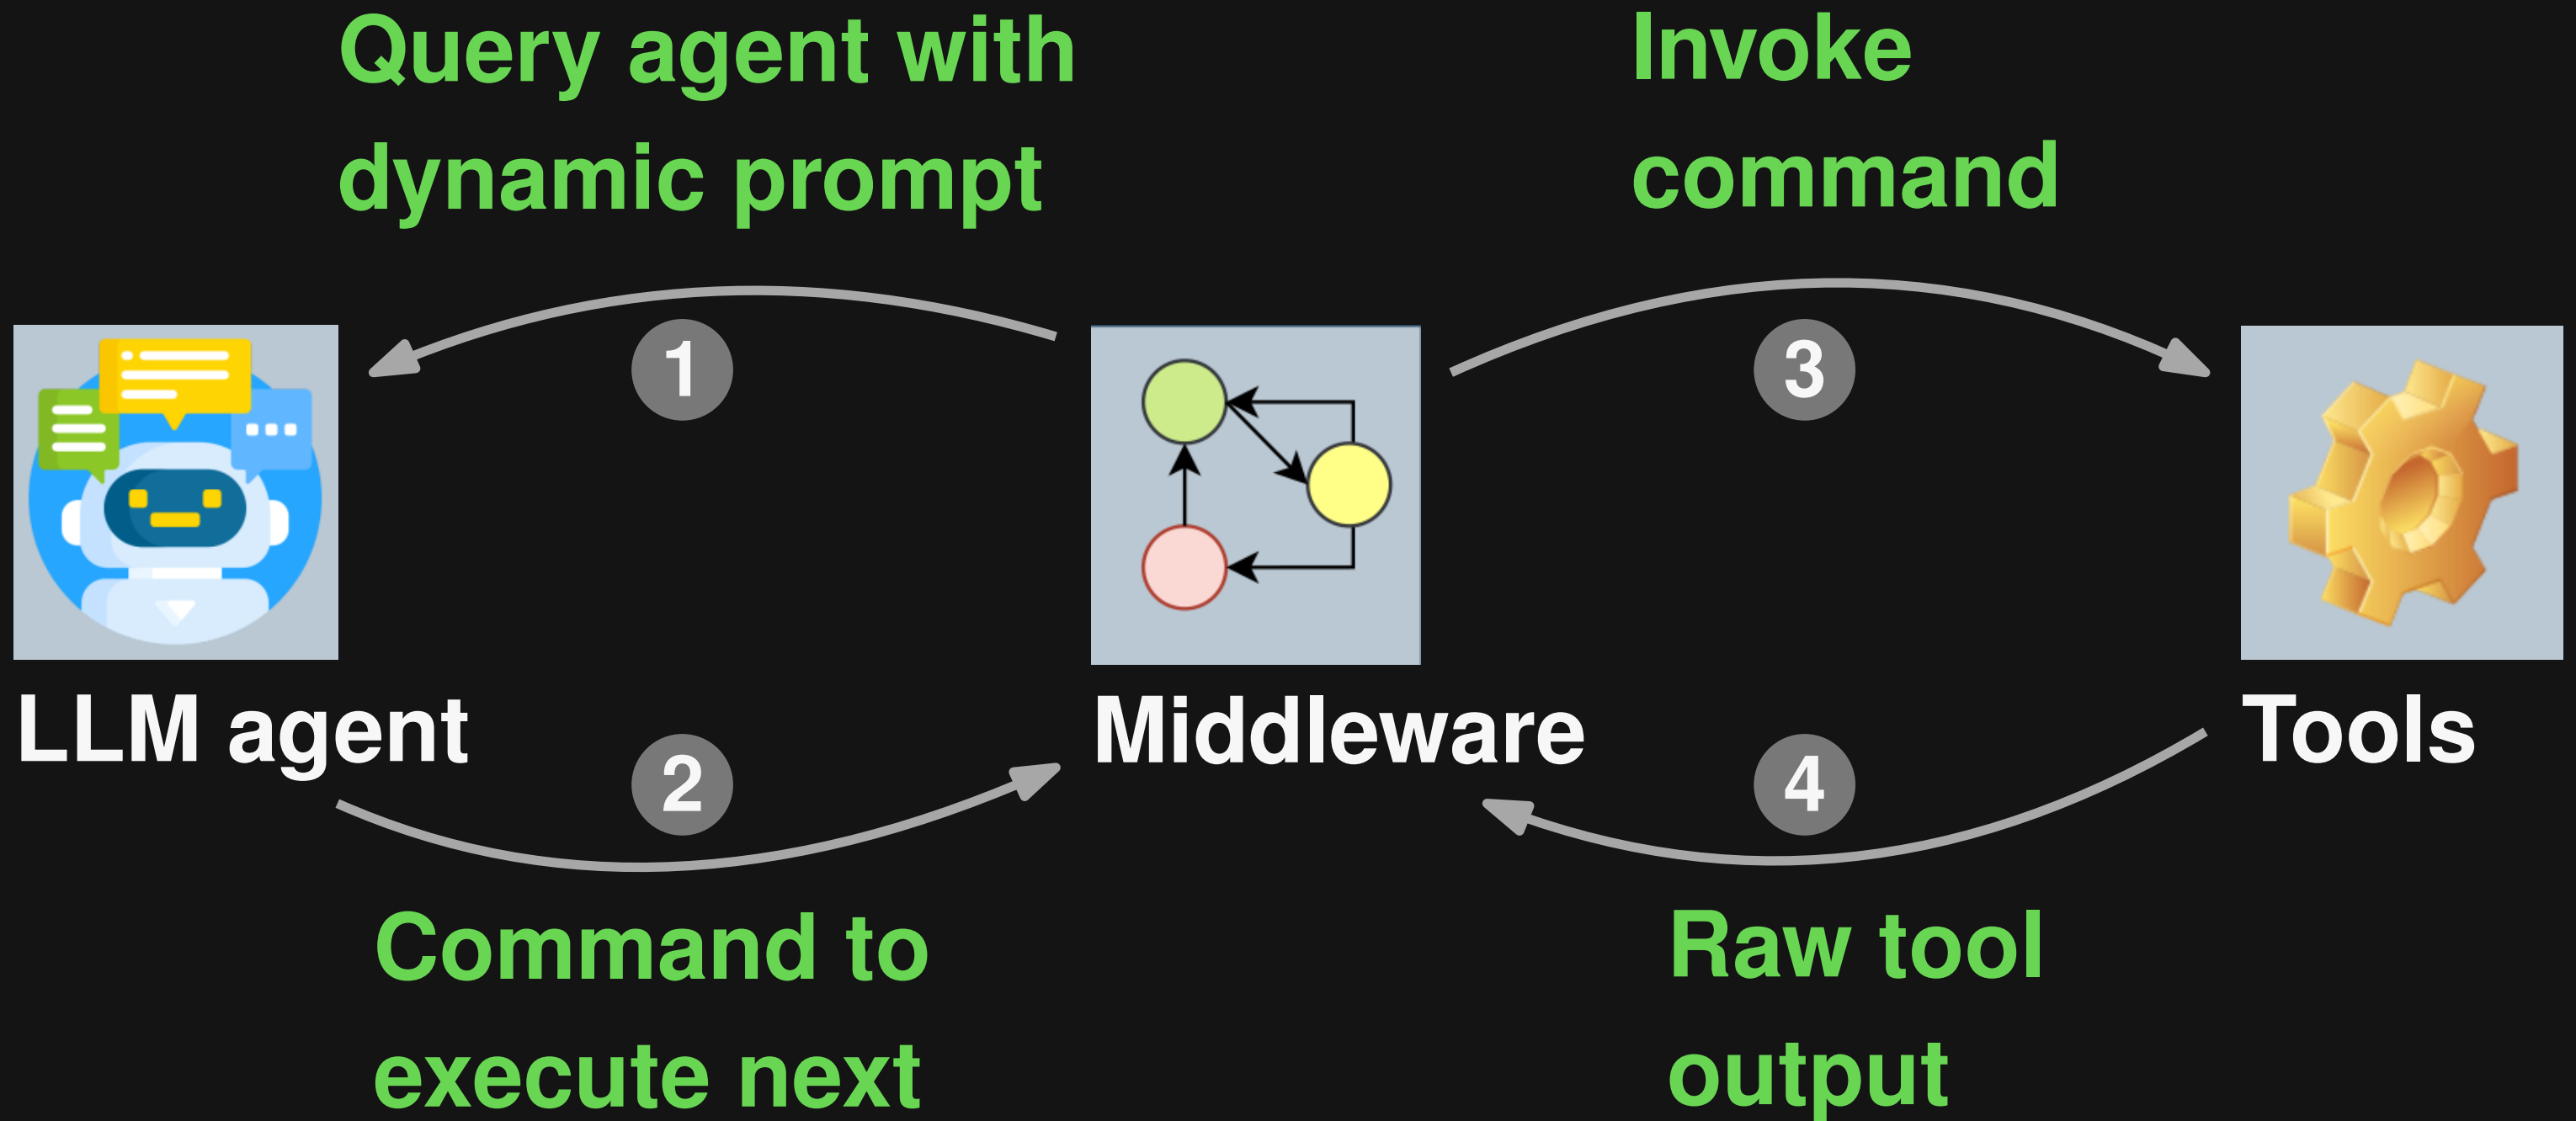 Query agent with
dynamic prompt
Invoke
command
1
3
LLM agent
Middleware
Tools
2
4
Command to
execute next
Raw tool
output